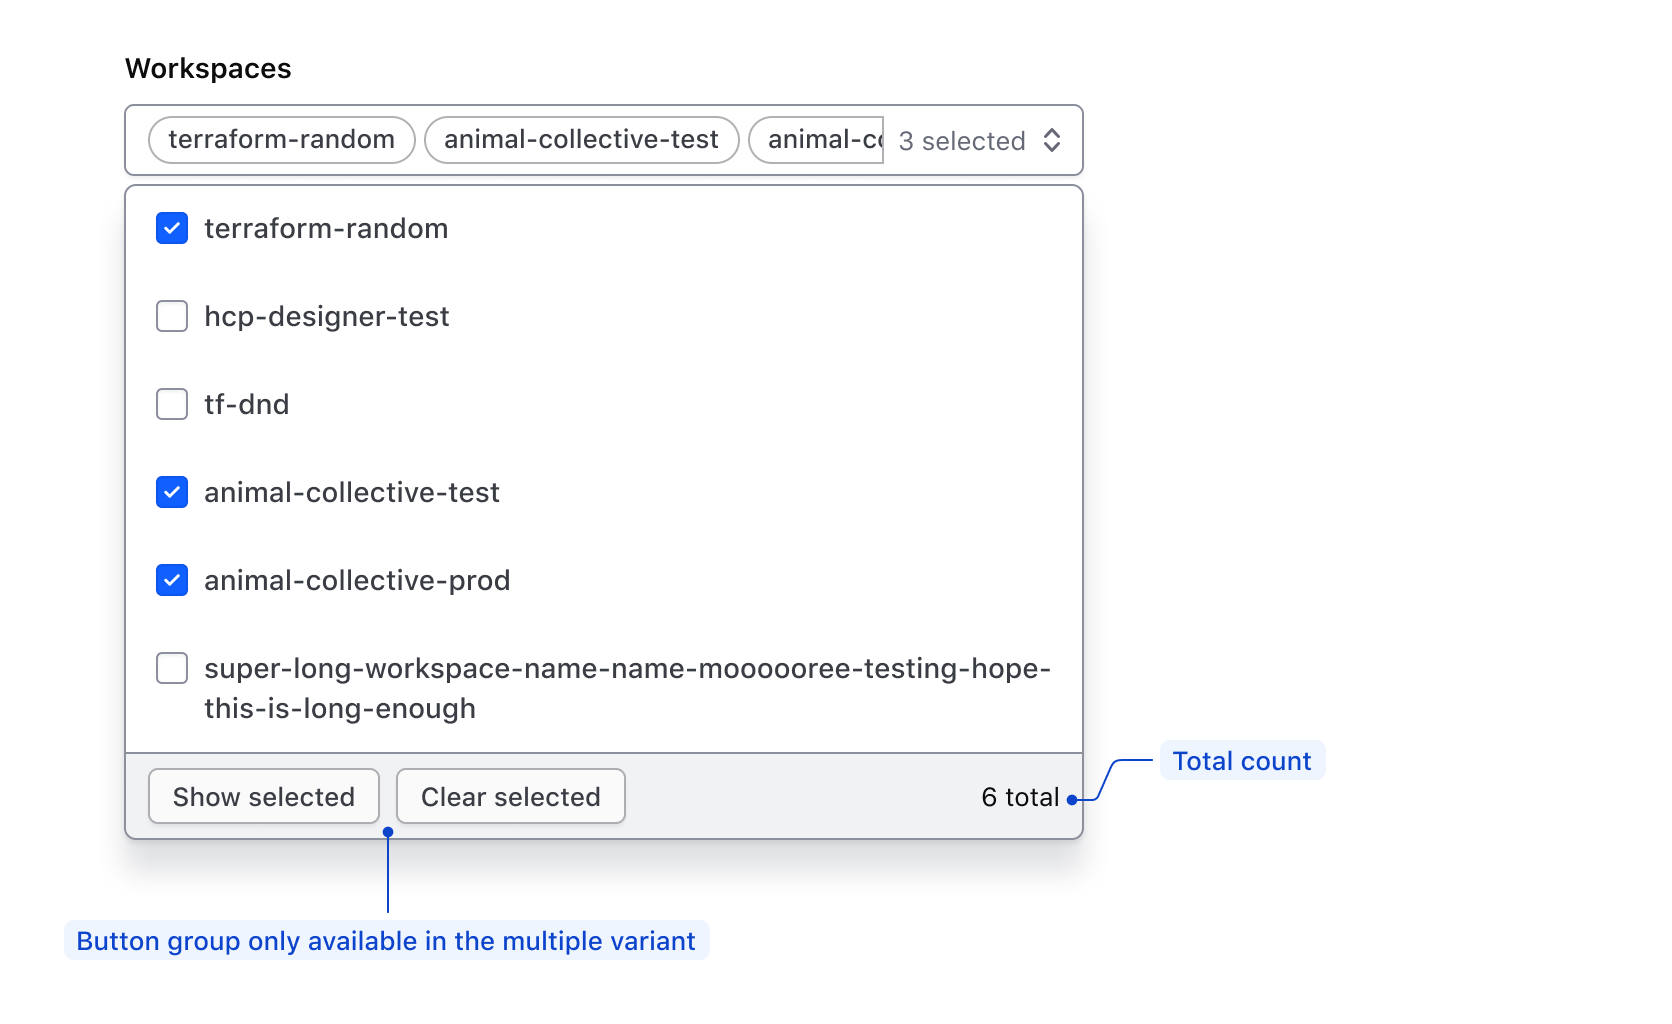 Workspaces
terraform-random animal-collective-test animal-co 3 selected
terraform-random
hcp-designer-test
tf-dnd
animal-collective-test
animal-collective-prod
super-long-workspace-name-name-moooooree-testing-hope-
this-is-long-enough
Show selected Clear selected 6 total
Total count
Button group only available in the multiple variant